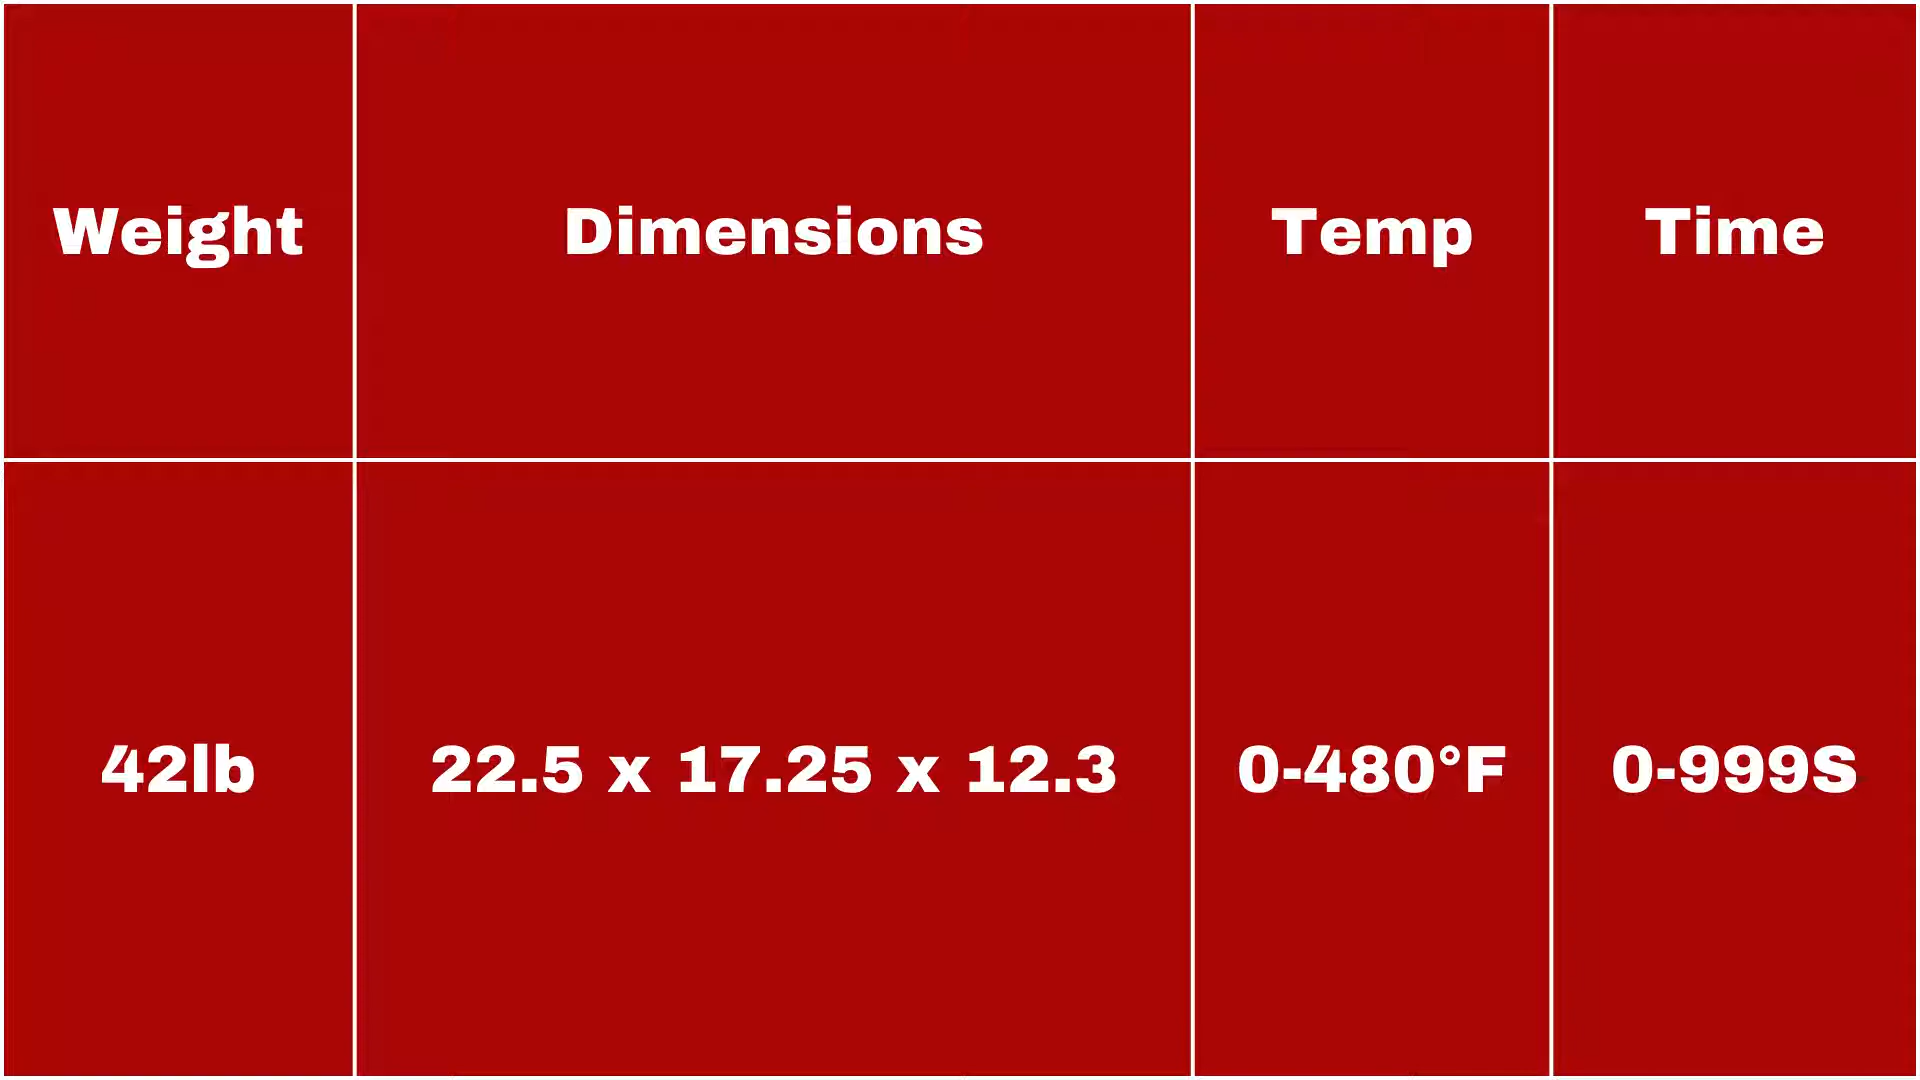 Weight Dimensions Temp Time
42lb 22.5 x 17.25 x 12.3 0-480°F 0-999S